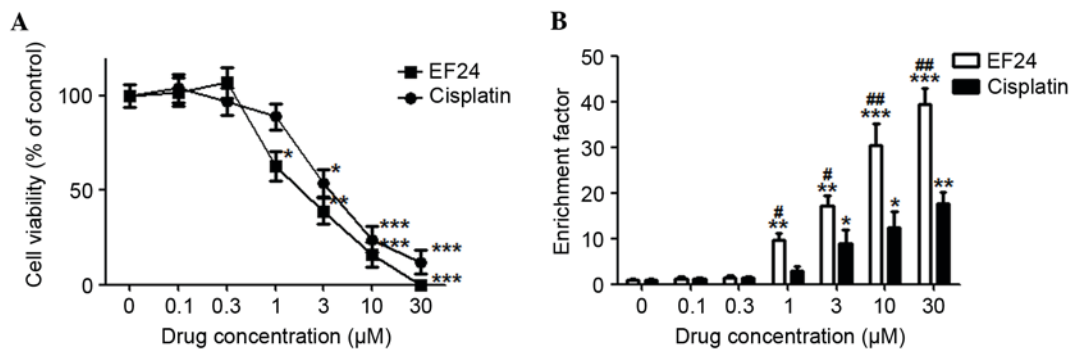 A
Cell viability (% of control)
100
50
0
EF24
Cisplatin
*
*
**
***
***
***
***
0 0.1 0.3 1 3 10 30
Drug concentration (µM)
B
Enrichment factor
50
40
30
20
10
0
EF24
Cisplatin
#
**
#
**
*
##
***
*
##
***
**
0 0.1 0.3 1 3 10 30
Drug concentration (µM)